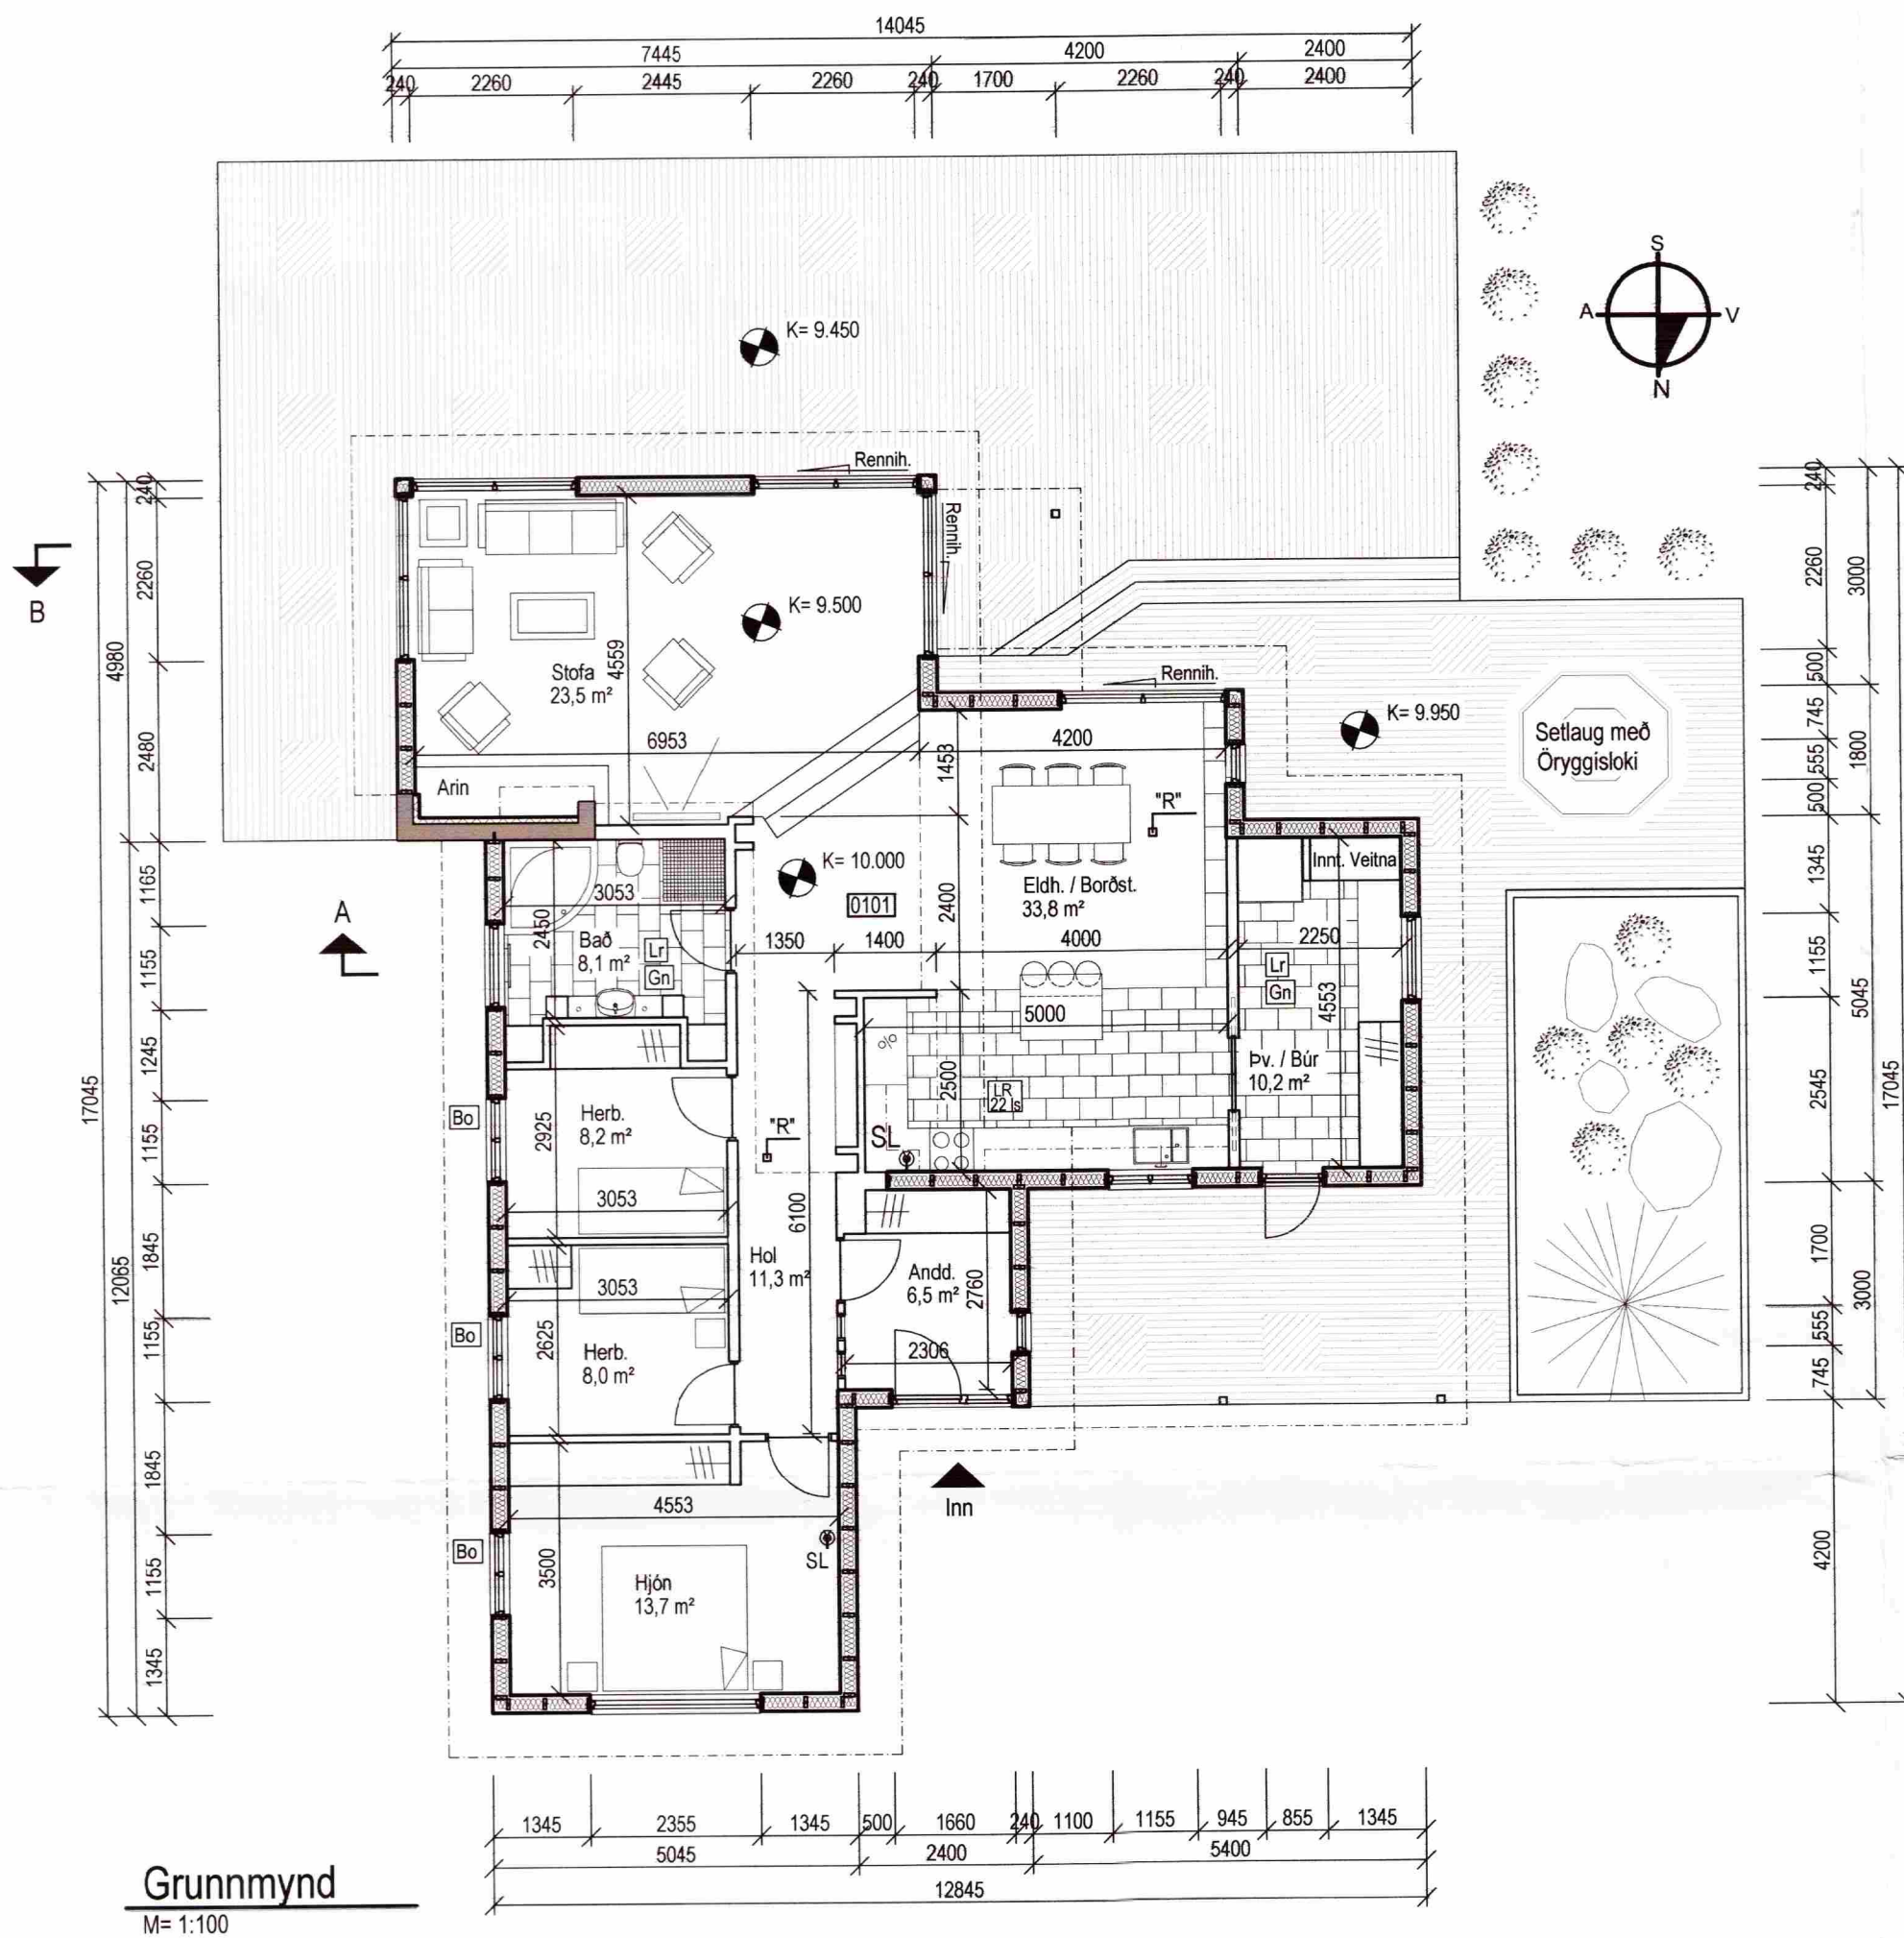 14045
7445 4200 2400
240 2260 2445 2260 240 1700 2260 240 2400
K= 9.450
S
A V
N
Rennih.
Rennih.
B
K= 9.500
Stofa
23,5 m²
4559
Rennih.
K= 9.950
Setlaug með
Öryggisloki
6953 4200
1453
Arin
"R"
Innt. Veitna
K= 10.000
Eldh. / Borðst.
33,8 m²
0101
A
3053
2450
Bað
8,1 m²
Lr
Gn
2400
1350 1400 4000 2250
Lr
Gn
4553
5000
Þv. / Búr
10,2 m²
2500
LR
22 ls
Bo
Herb.
8,2 m²
2925
"R"
SL
3053
6100
Hol
11,3 m²
Andd.
6,5 m²
2760
3053
Bo
2625
Herb.
8,0 m²
2306
4553
Inn
Bo
3500
SL
Hjón
13,7 m²
17045
4980
12065
240
2260
2480
1165
1155
1245
1155
1845
1155
1845
1155
1345
240
2260
500
745
555
500
1345
1155
2545
1700
555
745
4200
3000
1800
5045
3000
17045
1345 2355 1345 500 1660 240 1100 1155 945 855 1345
5045 2400 5400
12845
Grunnmynd
M= 1:100